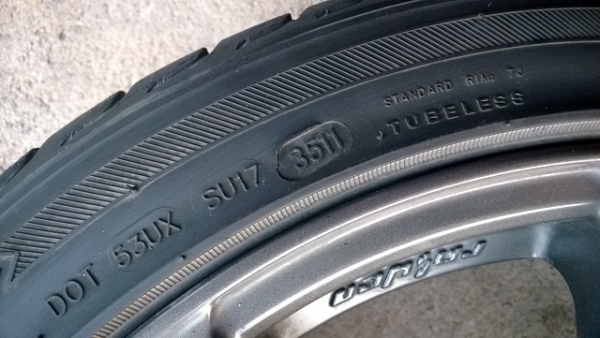 DOT 53UX SU17 3511
STANDARD RIM: 7J
TUBELESS